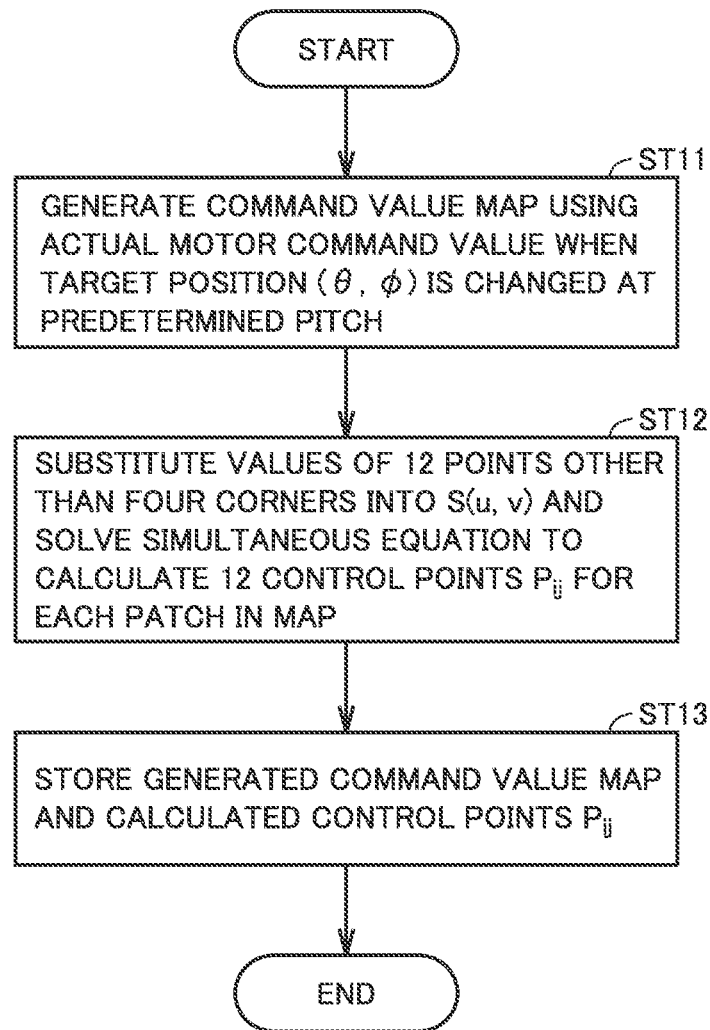 START
ST11
GENERATE COMMAND VALUE MAP USING
ACTUAL MOTOR COMMAND VALUE WHEN
TARGET POSITION (θ, φ) IS CHANGED AT
PREDETERMINED PITCH
ST12
SUBSTITUTE VALUES OF 12 POINTS OTHER
THAN FOUR CORNERS INTO S(u, v) AND
SOLVE SIMULTANEOUS EQUATION TO
CALCULATE 12 CONTROL POINTS Pij FOR
EACH PATCH IN MAP
ST13
STORE GENERATED COMMAND VALUE MAP
AND CALCULATED CONTROL POINTS Pij
END